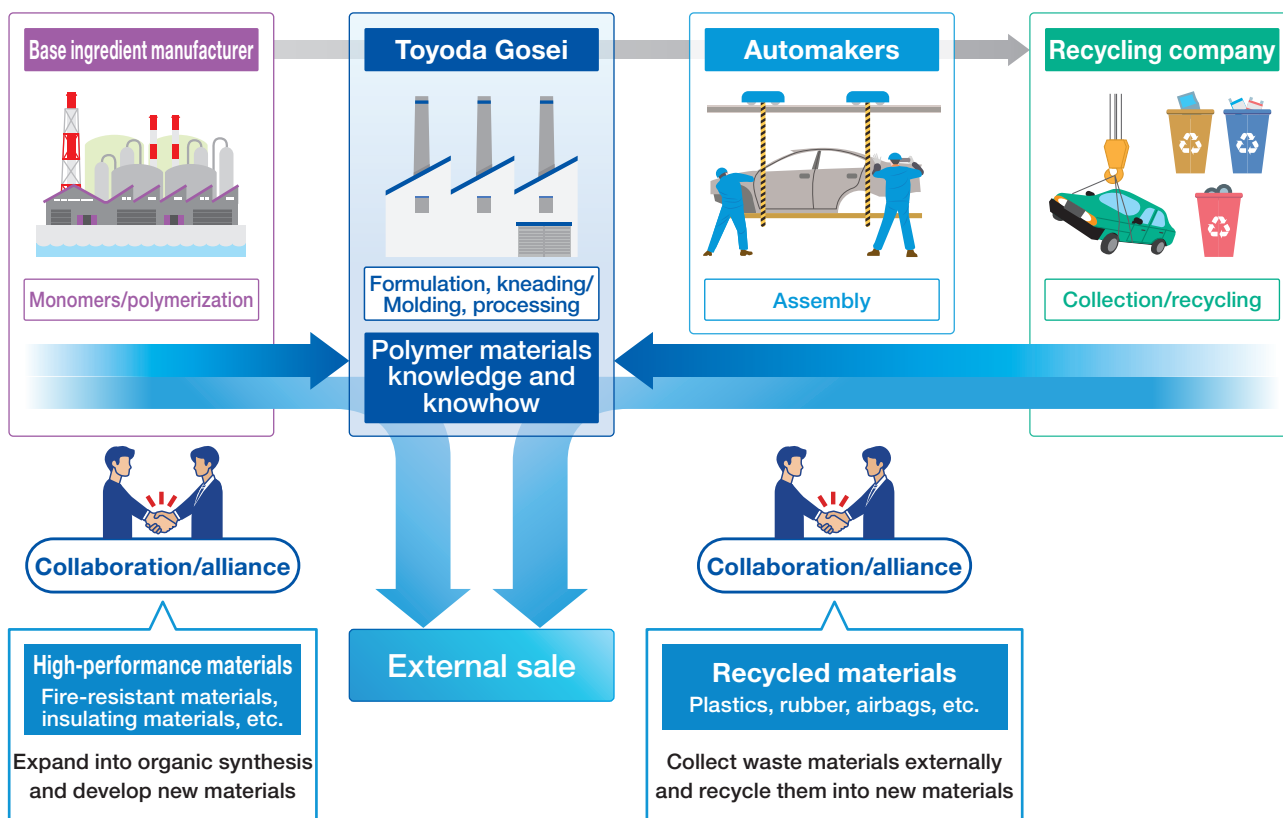 Base ingredient manufacturer
Toyoda Gosei
Automakers
Recycling company
Monomers/polymerization
Formulation, kneading/
Molding, processing
Assembly
Collection/recycling
Polymer materials
knowledge and
knowhow
Collaboration/alliance
Collaboration/alliance
High-performance materials
Fire-resistant materials,
insulating materials, etc.
Expand into organic synthesis
and develop new materials
External sale
Recycled materials
Plastics, rubber, airbags, etc.
Collect waste materials externally
and recycle them into new materials